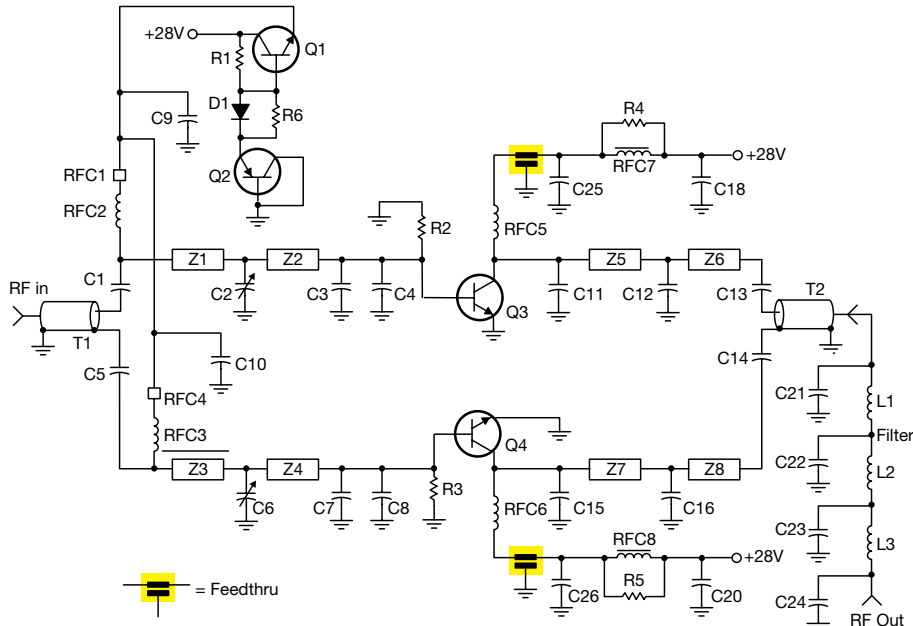 +28V
R1
Q1
D1
R6
C9
Q2
R4
+28V
RFC7
C25
C18
RFC1
RFC2
RFC5
R2
Z1
Z2
Z5
Z6
C1
C2
C3
C4
C11
C12
C13
T2
RF in
Q3
T1
C10
C14
C5
RFC4
C21
L1
RFC3
Q4
Filter
Z3
Z4
Z7
Z8
C22
L2
R3
C6
C7
C8
RFC6
C15
C16
C23
L3
RFC8
+28V
R5
C26
C20
C24
= Feedthru
RF Out